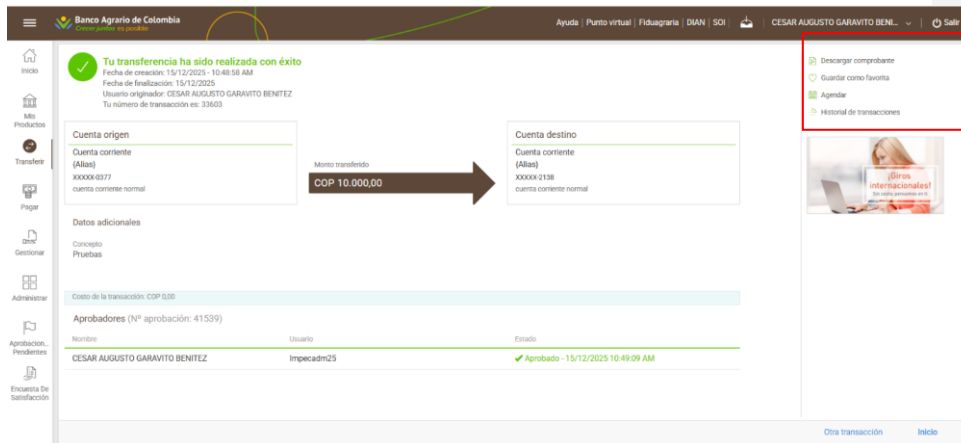 Banco Agrario de Colombia
Crecer juntos es posible
Ayuda | Punto virtual | Fiduagraria | DIAN | SOI |
CESAR AUGUSTO GARAVITO BENI...
Salir
Inicio
Mis
Productos
Transferir
Pagar
Gestionar
Administrar
Aprobacion...
Pendientes
Encuesta De
Satisfacción
Tu transferencia ha sido realizada con éxito
Fecha de creación: 15/12/2025 - 10:48:58 AM
Fecha de finalización: 15/12/2025
Usuario originador: CESAR AUGUSTO GARAVITO BENITEZ
Tu número de transacción es: 33603
Cuenta origen
Cuenta corriente
(Alias)
XXXXX-0377
cuenta corriente normal
Monto transferido
COP 10.000,00
Cuenta destino
Cuenta corriente
(Alias)
XXXXX-2138
cuenta corriente normal
Datos adicionales
Concepto
Pruebas
Costo de la transacción: COP 0,00
Aprobadores (Nº aprobación: 41539)
Nombre Usuario Estado
CESAR AUGUSTO GARAVITO BENITEZ Impecadm25 Aprobado - 15/12/2025 10:49:09 AM
Descargar comprobante
Guardar como favorita
Agendar
Historial de transacciones
¡Giros
internacionales!
Otra transacción Inicio